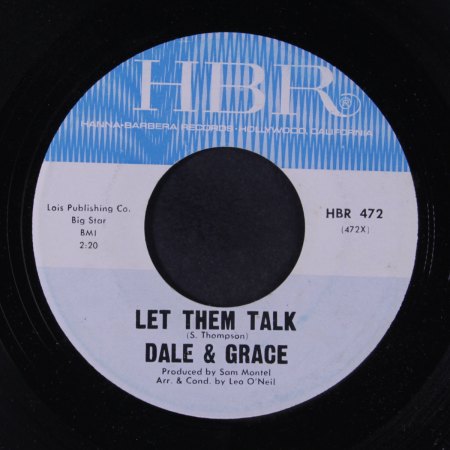 HBR®
HANNA-BARBERA RECORDS · HOLLYWOOD, CALIFORNIA
Lois Publishing Co.
Big Star
BMI
2:20
HBR 472
(472X)
LET THEM TALK
(S. Thompson)
DALE & GRACE
Produced by Sam Montel
Arr. & Cond. by Leo O'Neil